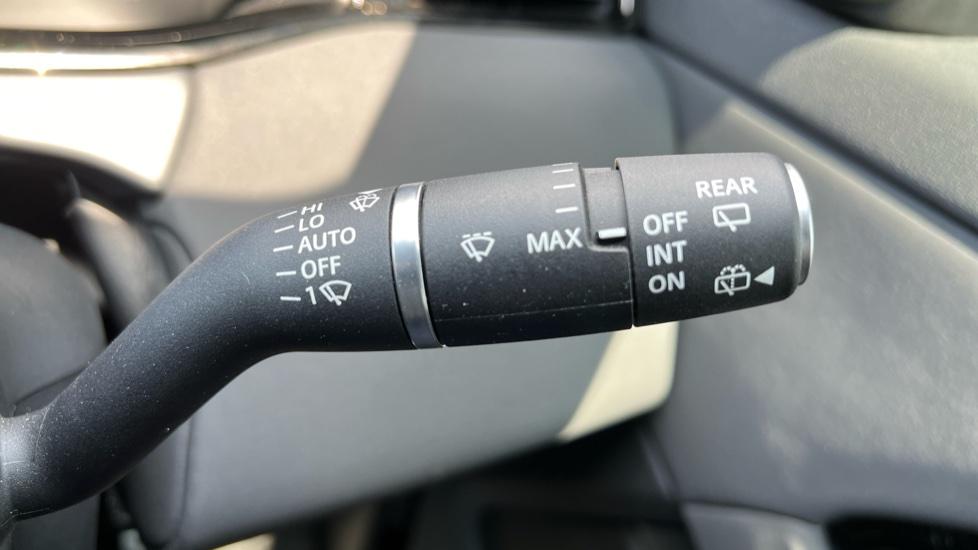 HI
LO
AUTO
OFF
1
MAX
REAR
OFF
INT
ON